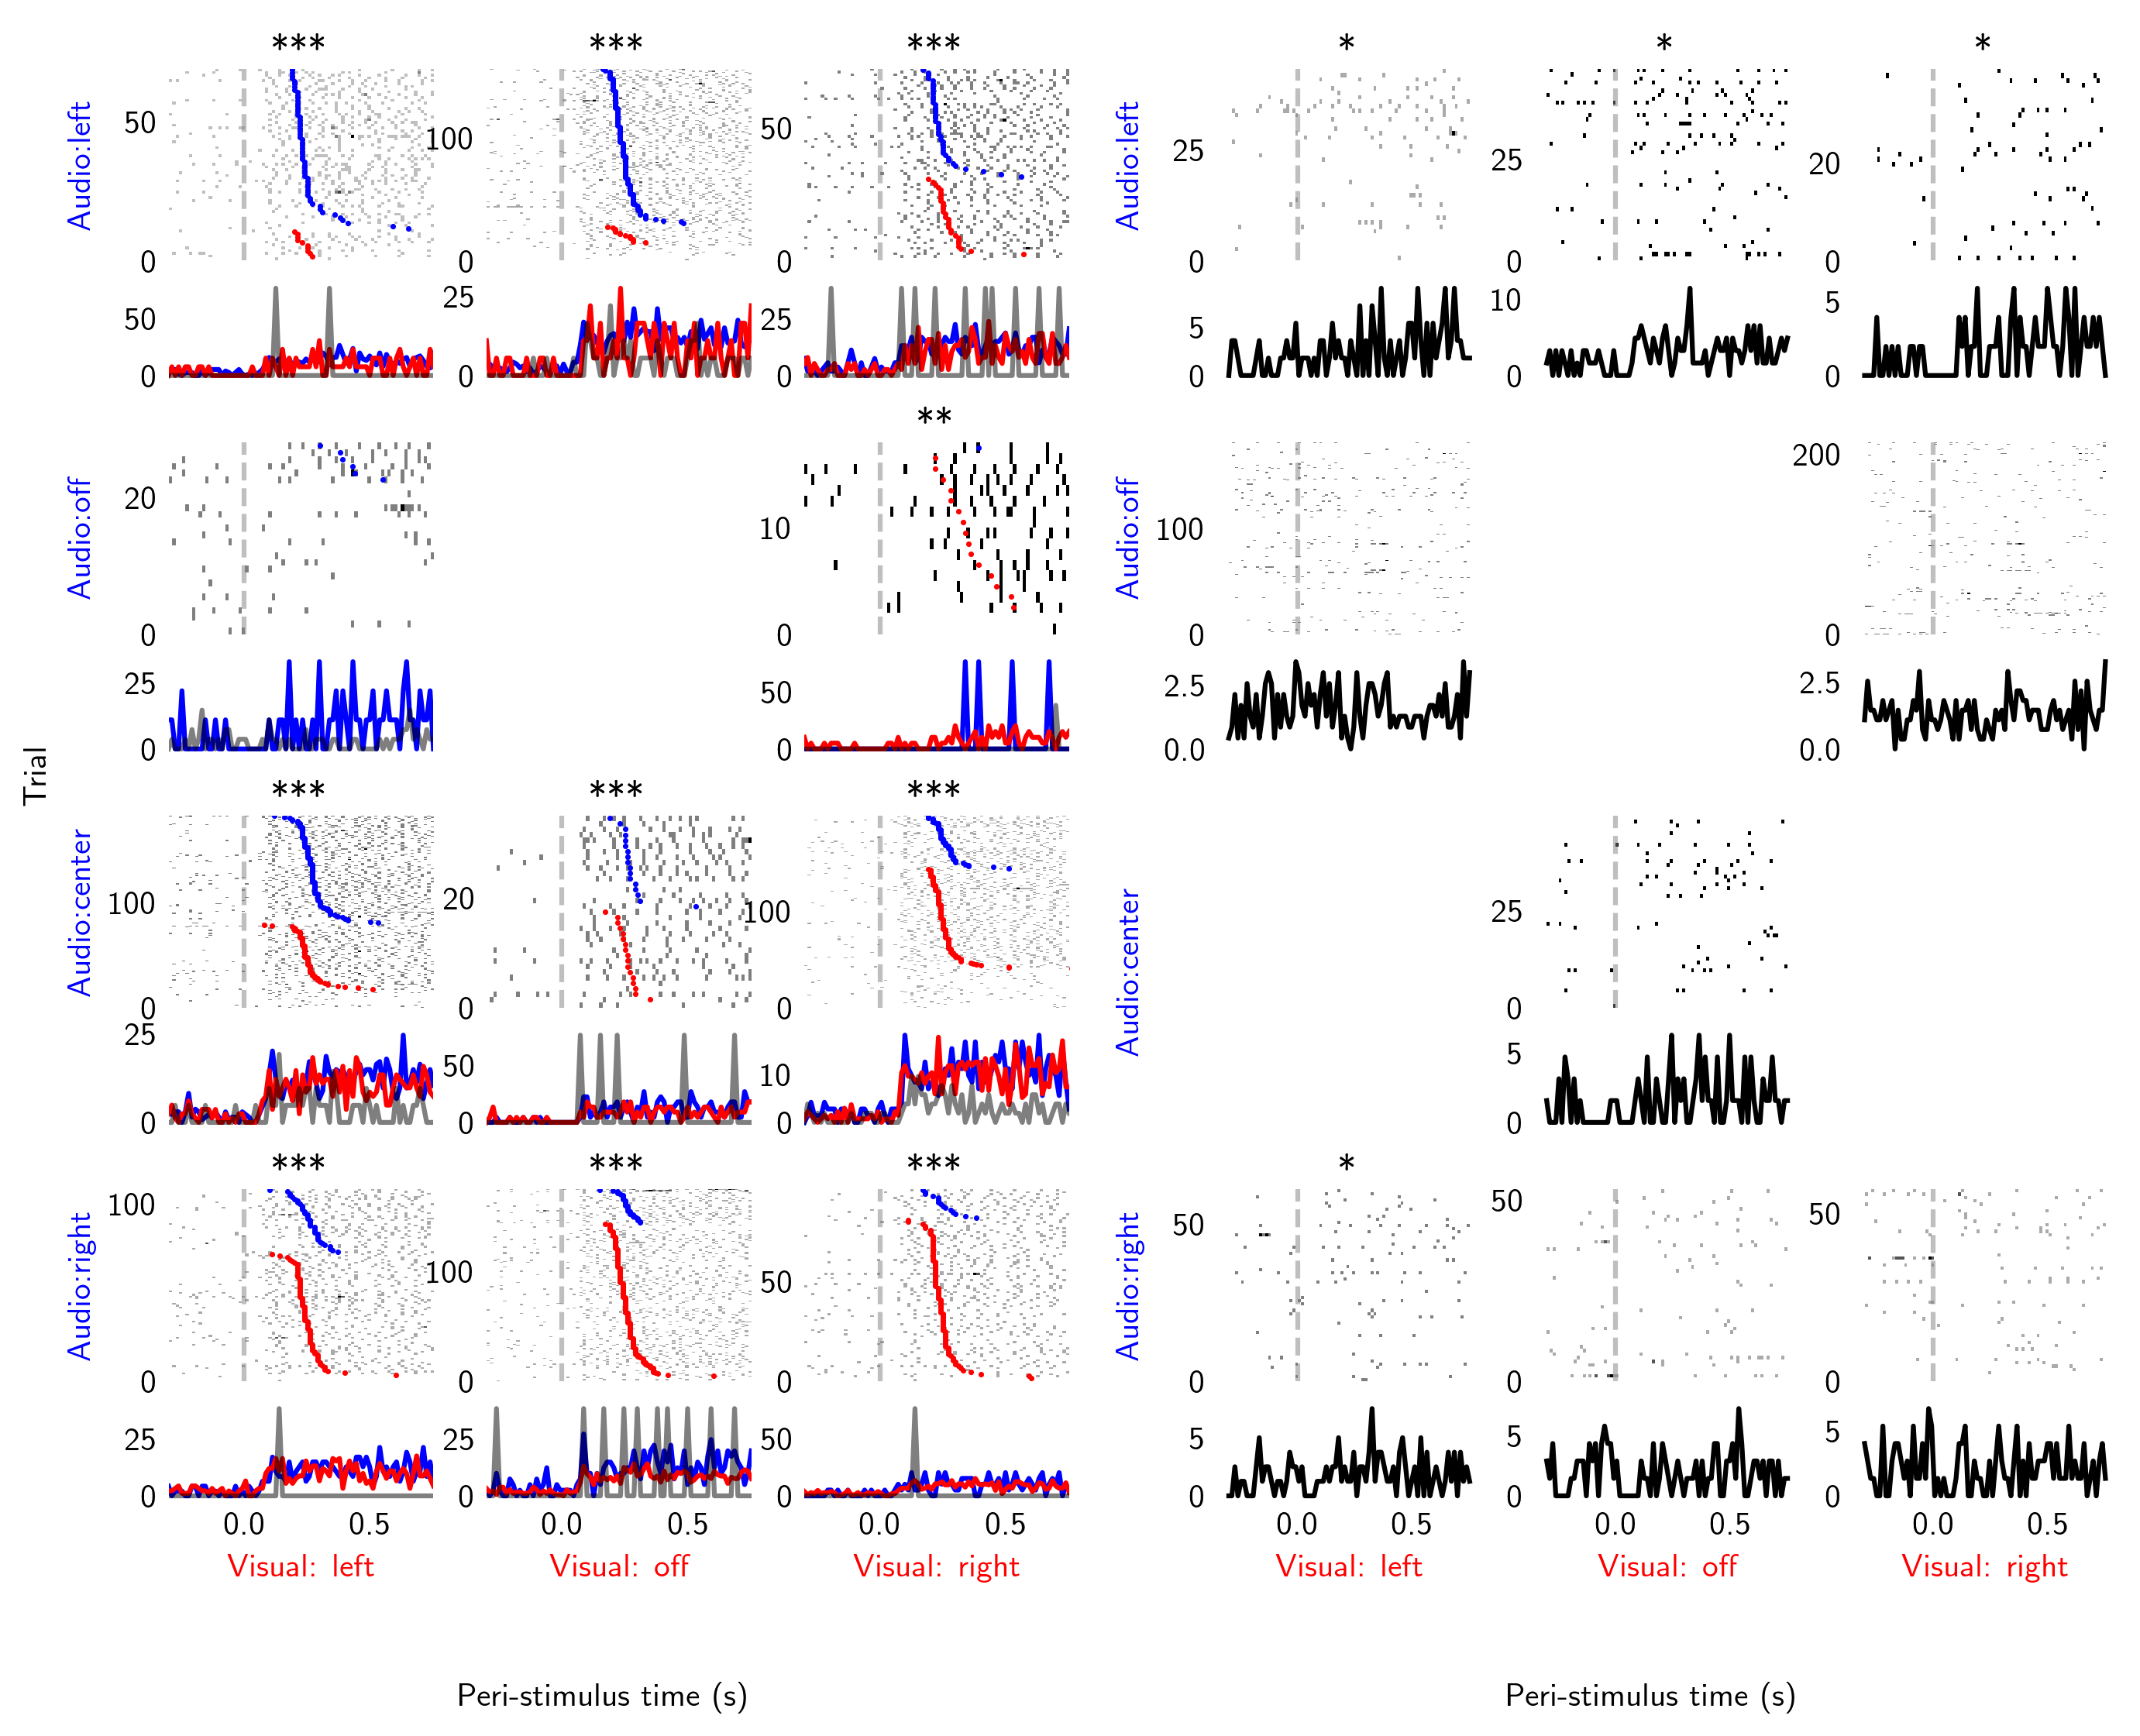 *** *** *** * * *
Audio:left 50 0 100 0 50 0 Audio:left 25 0 25 0 20 0
50 0 25 0 25 0 5 0 10 0 5 0
**
Audio:off 20 0 10 0 Audio:off 100 0 200 0
25 0 50 0 2.5 0.0 2.5 0.0
Trial
*** *** ***
Audio:center 100 0 20 0 100 0 Audio:center 25 0
25 0 50 0 10 0 5 0
*** *** *** *
Audio:right 100 0 100 0 50 0 Audio:right 50 0 50 0 50 0
25 0 25 0 50 0 5 0 5 0 5 0
0.0 0.5 0.0 0.5 0.0 0.5 0.0 0.5 0.0 0.5 0.0 0.5
Visual: left Visual: off Visual: right Visual: left Visual: off Visual: right
Peri-stimulus time (s) Peri-stimulus time (s)